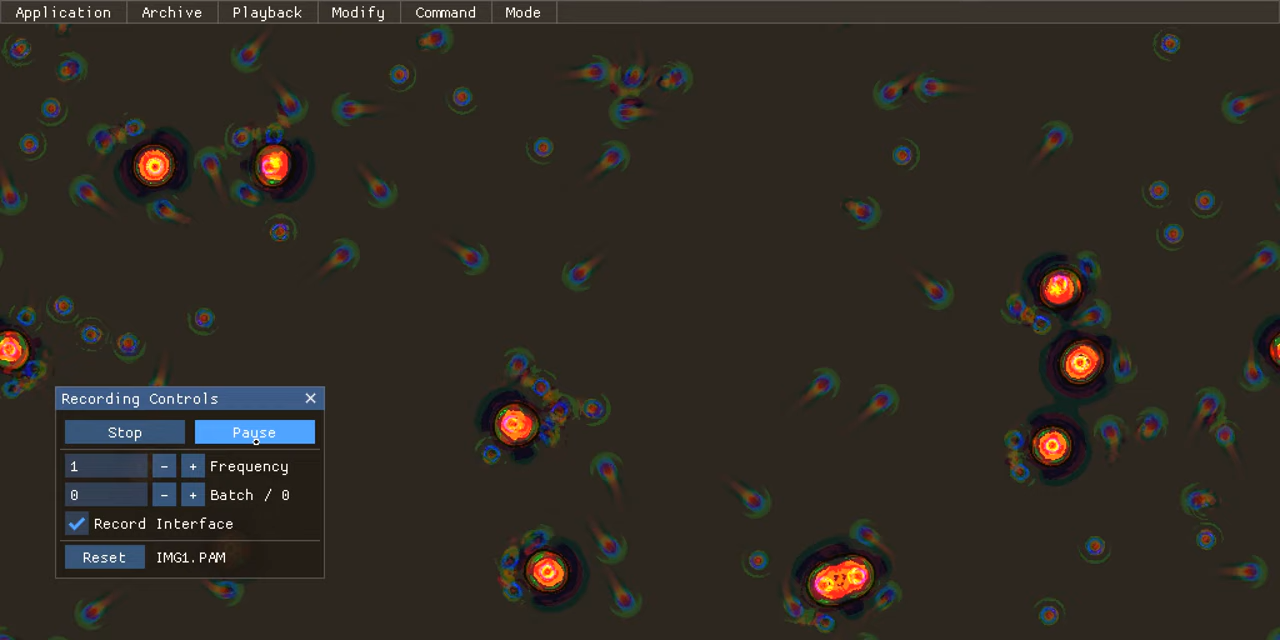 Application Archive Playback Modify Command Mode
Recording Controls
Stop Pause
1 - + Frequency
0 - + Batch / 0
Record Interface
Reset IMG1.PAM